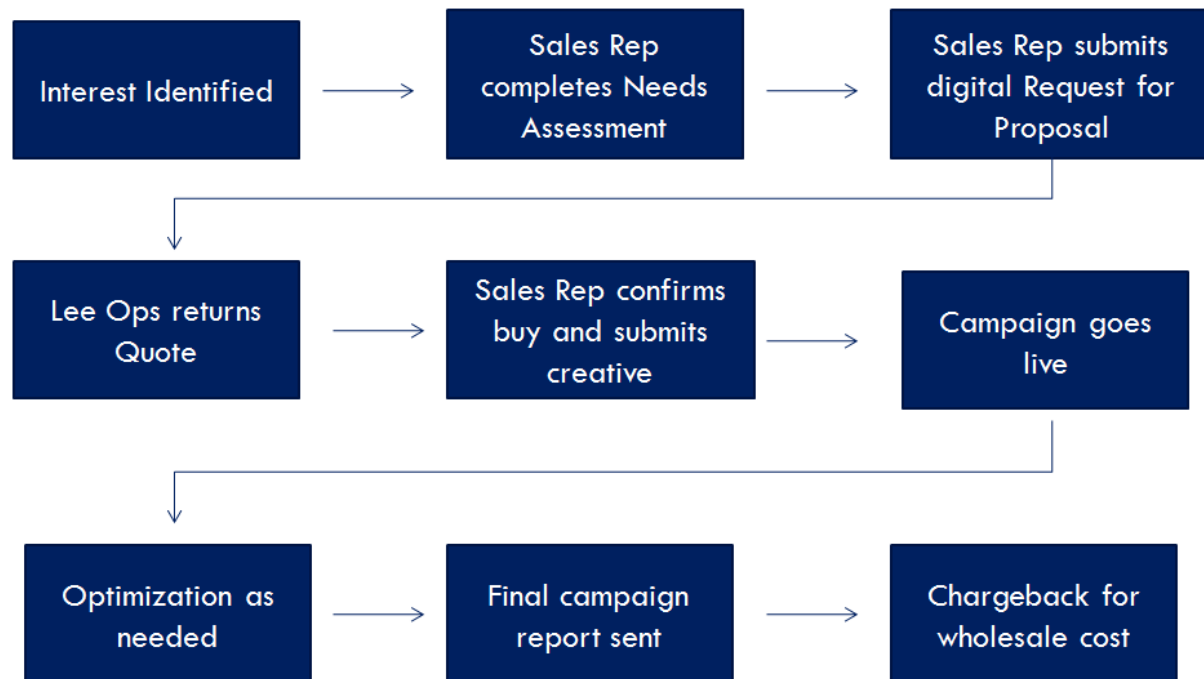 Interest Identified
Sales Rep
completes Needs
Assessment
Sales Rep submits
digital Request for
Proposal
Lee Ops returns
Quote
Sales Rep confirms
buy and submits
creative
Campaign goes
live
Optimization as
needed
Final campaign
report sent
Chargeback for
wholesale cost